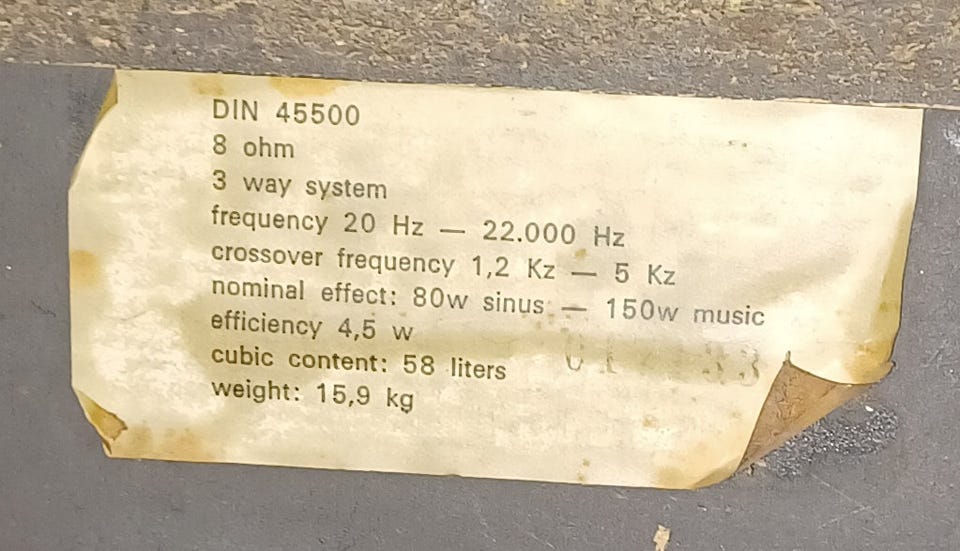 DIN 45500
8 ohm
3 way system
frequency 20 Hz — 22.000 Hz
crossover frequency 1,2 Kz — 5 Kz
nominal effect: 80w sinus — 150w music
efficiency 4,5 w
cubic content: 58 liters
weight: 15,9 kg